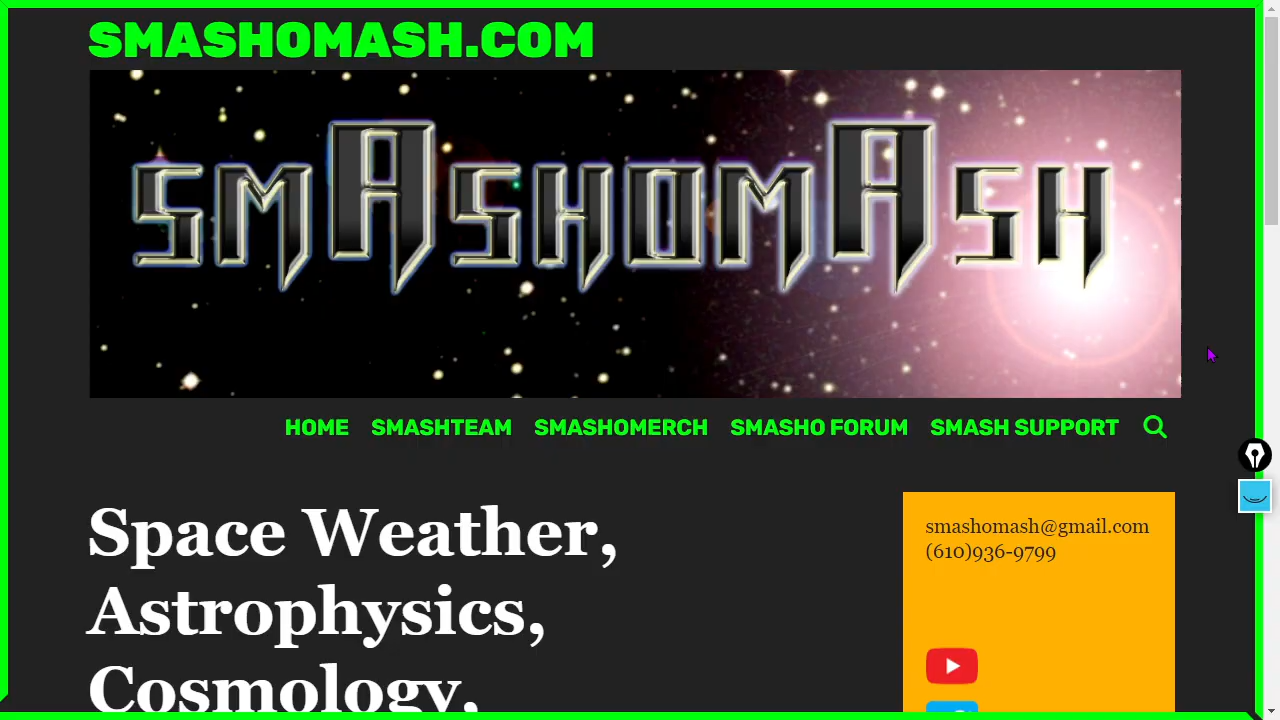 SMASHOMASH.COM
SMASHOMASH
HOME SMASHTEAM SMASHOMERCH SMASHO FORUM SMASH SUPPORT
Space Weather,
Astrophysics,
Cosmology,
smashomash@gmail.com
(610)936-9799